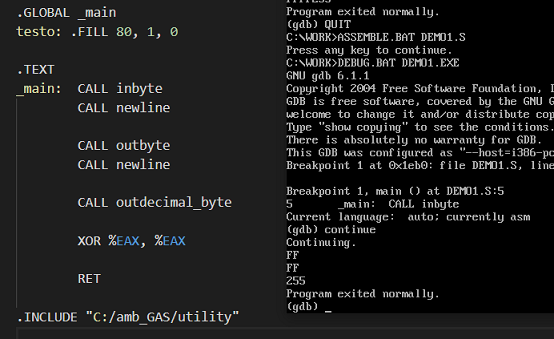 .GLOBAL _main
testo: .FILL 80, 1, 0
.TEXT
_main: CALL inbyte
CALL newline
CALL outbyte
CALL newline
CALL outdecimal_byte
XOR %EAX, %EAX
RET
.INCLUDE "C:/amb_GAS/utility"
Program exited normally.
(gdb) QUIT
C:\WORK>ASSEMBLE.BAT DEMO1.S
Press any key to continue.
C:\WORK>DEBUG.BAT DEMO1.EXE
GNU gdb 6.1.1
Copyright 2004 Free Software Foundation,
GDB is free software, covered by the GNU
welcome to change it and/or distribute
Type "show copying" to see the conditions.
There is absolutely no warranty for GDB.
This GDB was configured as "--host=i386-pc
Breakpoint 1 at 0x1eb0: file DEMO1.S, line
Breakpoint 1, main () at DEMO1.S:5
5 _main: CALL inbyte
Current language: auto; currently asm
(gdb) continue
Continuing.
FF
FF
255
Program exited normally.
(gdb) _